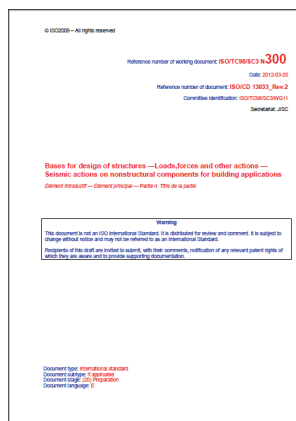 © ISO2009 – All rights reserved
Reference number of working document: ISO/TC98/SC3 N300
Date: 2012-03-25
Reference number of document: ISO/CD 13033_Rev.2
Committee identification: ISO/TC98/SC3/WG11
Secretariat: JISC
Bases for design of structures —Loads,forces and other actions —
Seismic actions on nonstructural components for building applications
Élément introductif — Élément principal — Partie n: Titre de la partie
Warning
This document is not an ISO International Standard. It is distributed for review and comment. It is subject to
change without notice and may not be referred to as an International Standard.
Recipients of this draft are invited to submit, with their comments, notification of any relevant patent rights of
which they are aware and to provide supporting documentation.
Document type: International standard
Document subtype: if applicable
Document stage: (20) Preparation
Document language: E